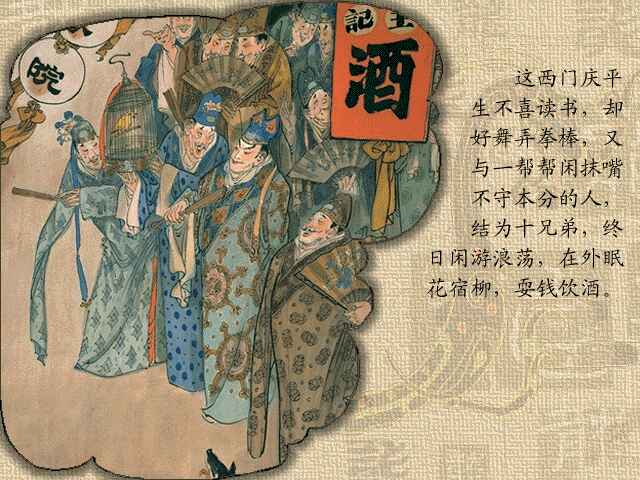 这西门庆平
生不喜读书，却
好舞弄拳棒，又
与一帮帮闲抹嘴
不守本分的人，
结为十兄弟，终
日闲游浪荡，在外眠
花宿柳，耍钱饮酒。
王記
酒
院